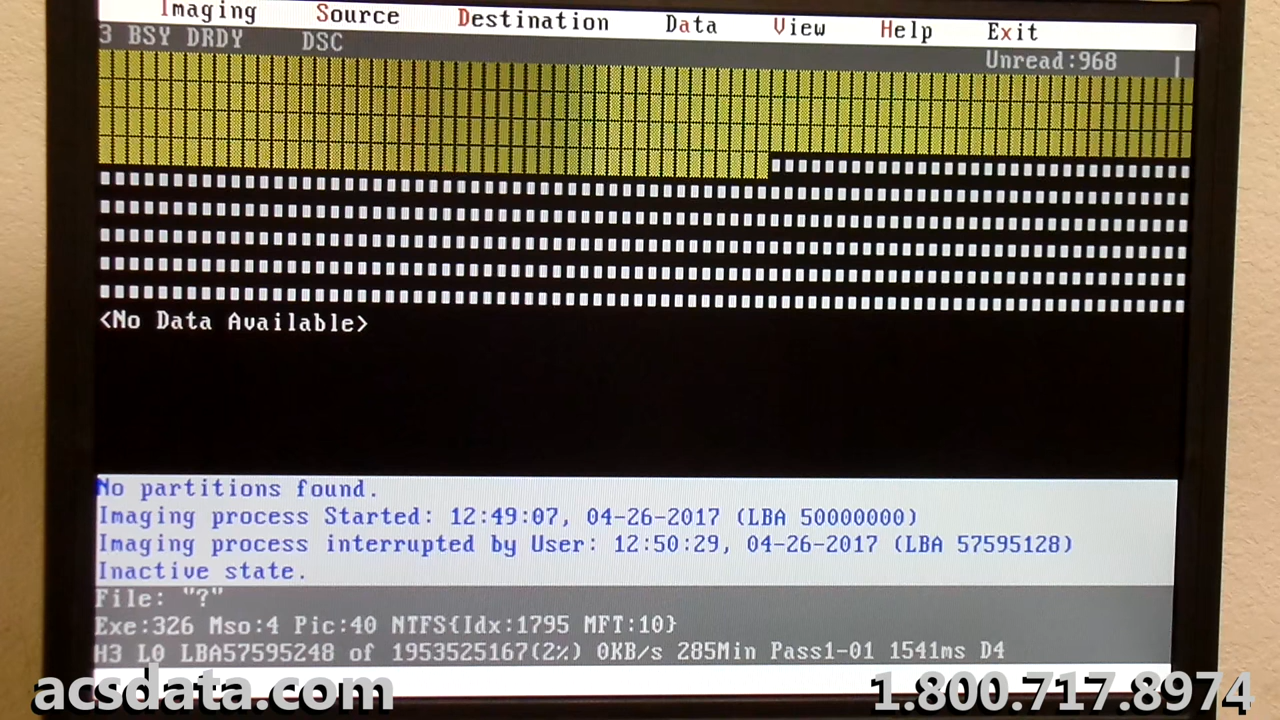 Imaging Source Destination Data View Help Exit
3 BSY DRDY DSC
Unread:968
<No Data Available>
No partitions found.
Imaging process Started: 12:49:07, 04-26-2017 (LBA 50000000)
Imaging process interrupted by User: 12:50:29, 04-26-2017 (LBA 57595128)
Inactive state.
File: "?"
Exe:326 Mso:4 Pic:40 NTFS{Idx:1795 MFT:10}
H3 L0 LBA57595248 of 1953525167(2%) 0KB/s 285Min Pass1-01 1541ms D4
acsdata.com 1.800.717.8974